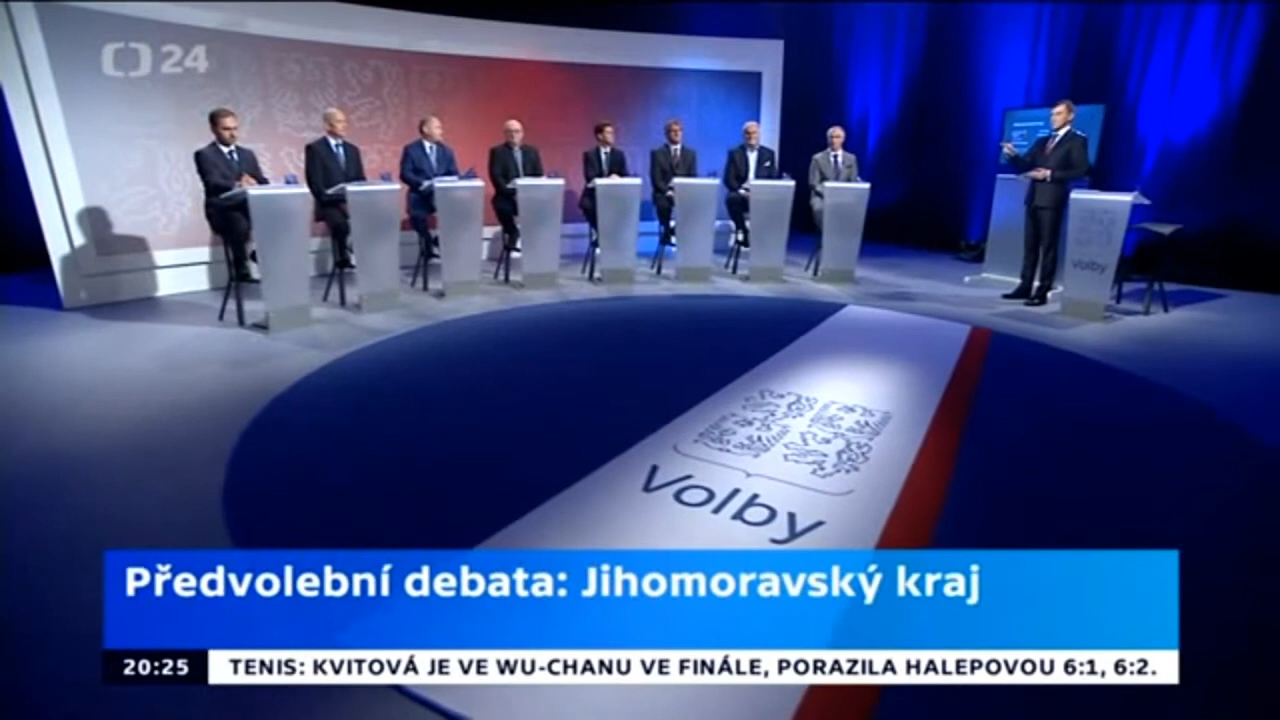 24
Volby
Volby
Předvolební debata: Jihomoravský kraj
20:25 TENIS: KVITOVÁ JE VE WU-CHANU VE FINÁLE, PORAZILA HALEPOVOU 6:1, 6:2.